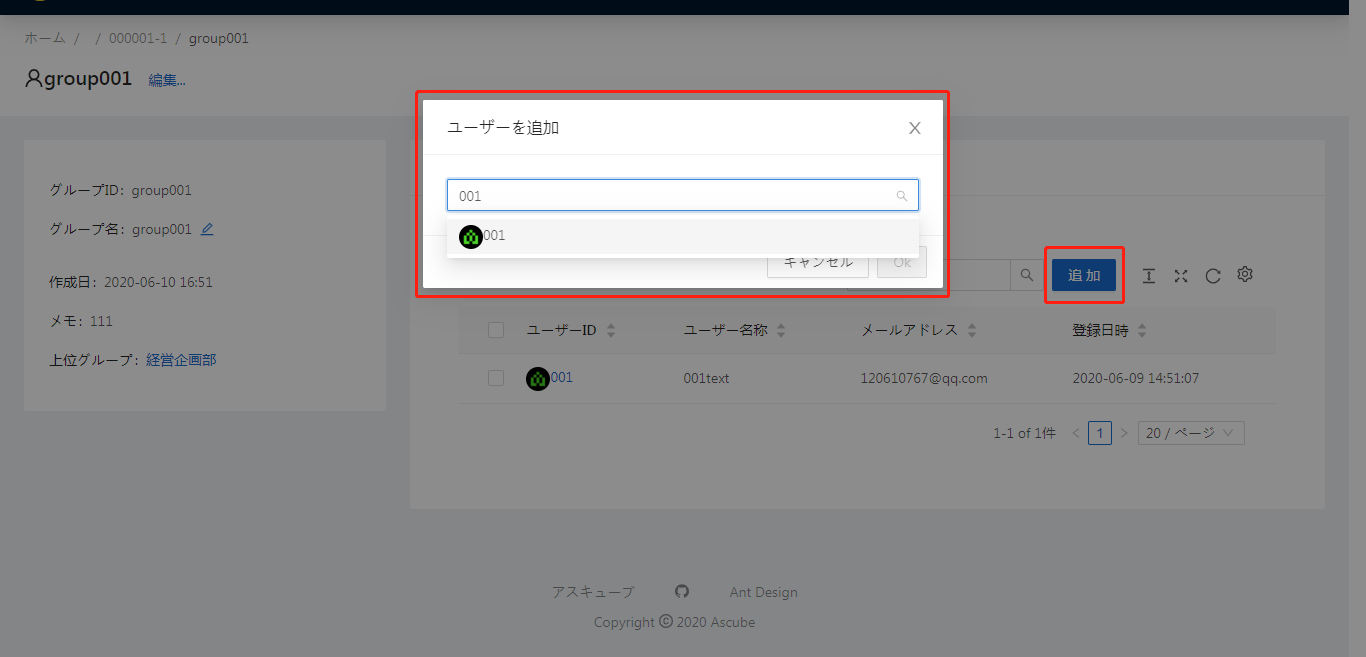 ホーム / / 000001-1 / group001
group001 編集...
ユーザーを追加
001
001
キャンセル Ok
グループID: group001
グループ名: group001
作成日: 2020-06-10 16:51
メモ: 111
上位グループ: 経営企画部
追 加
ユーザーID ユーザー名称 メールアドレス 登録日時
001 001text 120610767@qq.com 2020-06-09 14:51:07
1-1 of 1件 < 1 > 20 / ページ
アスキューブ Ant Design
Copyright © 2020 Ascube